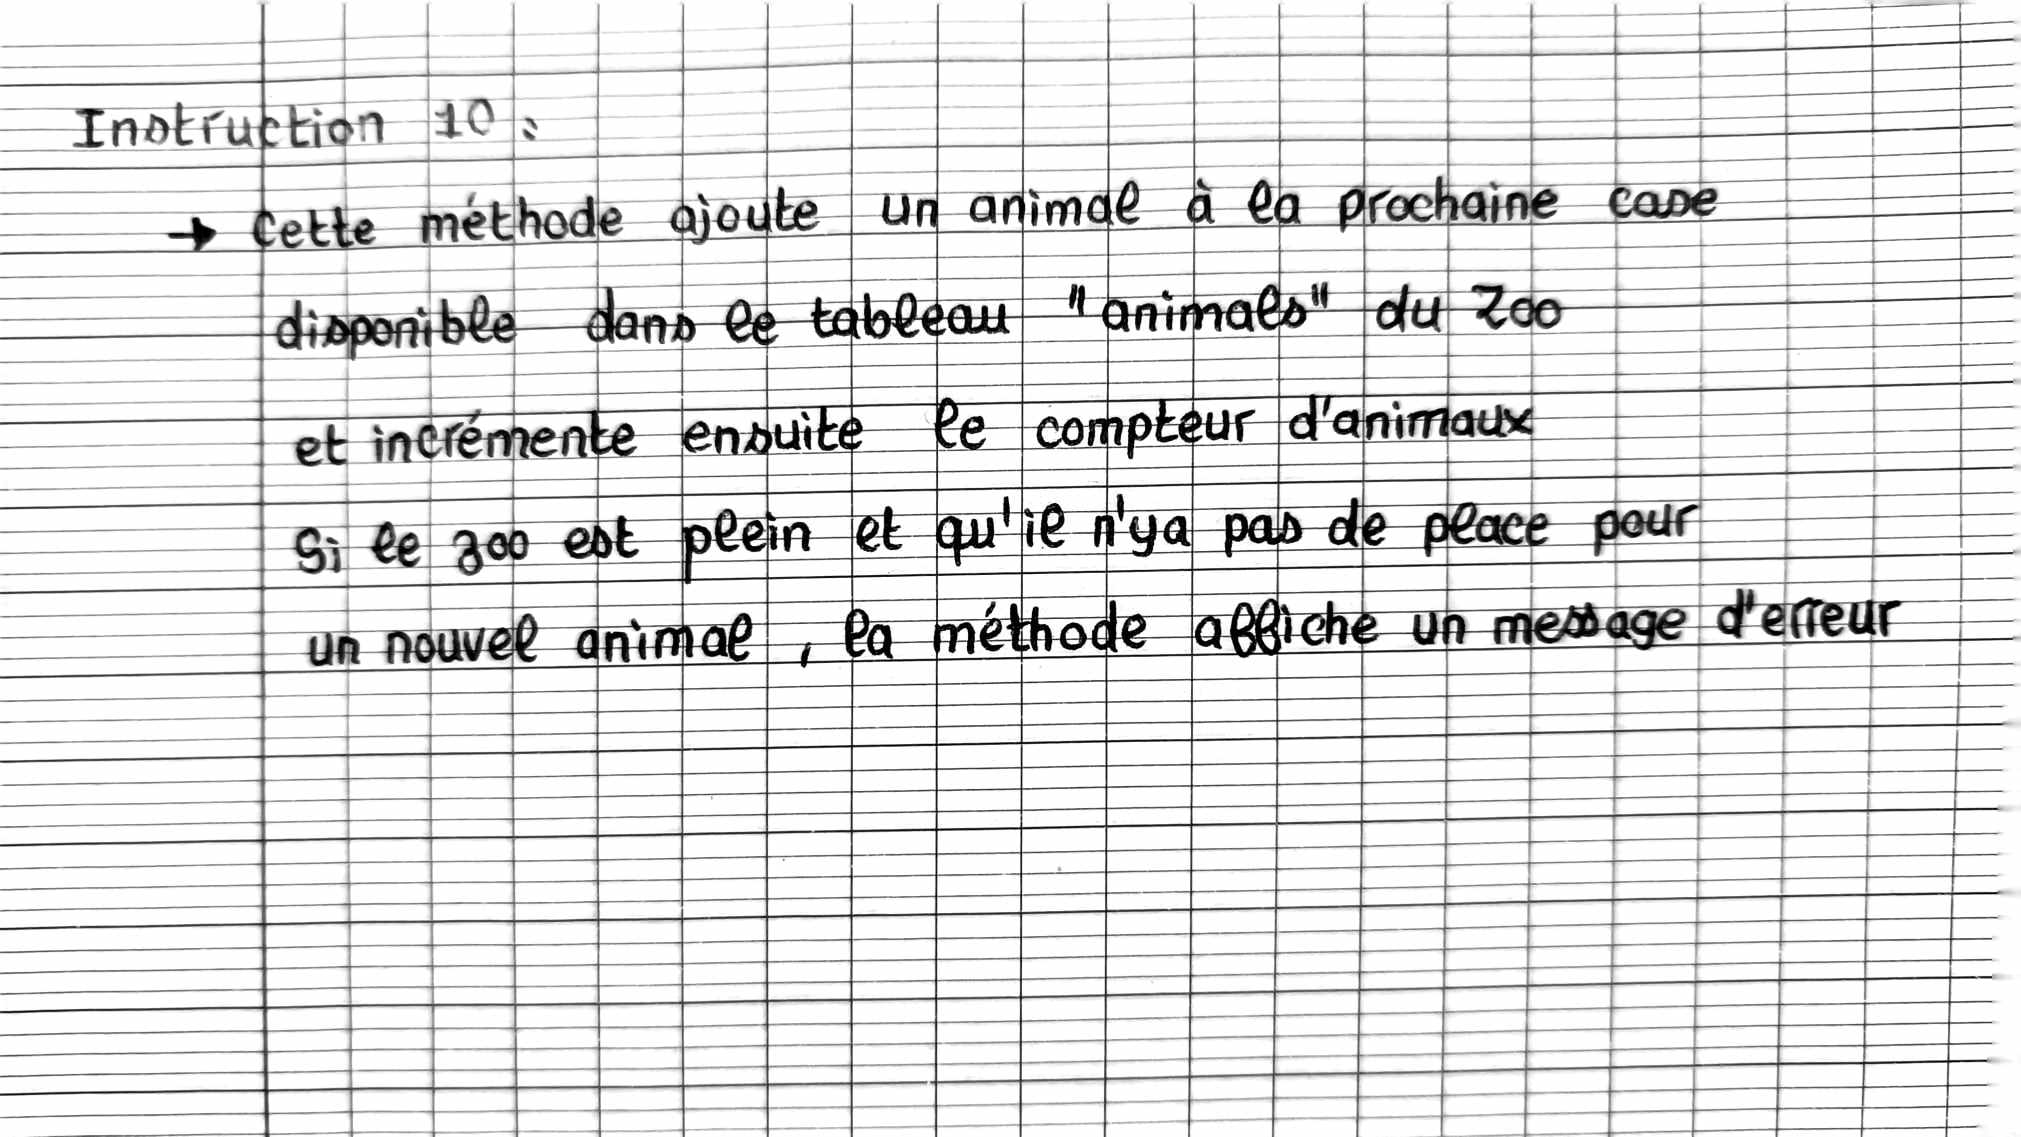 Instruction 10 :
→ Cette méthode ajoute un animal à la prochaine case
disponible dans le tableau "animals" du Zoo
et incrémente ensuite le compteur d'animaux
Si le zoo est plein et qu'il n'ya pas de place pour
un nouvel animal , la méthode affiche un message d'erreur